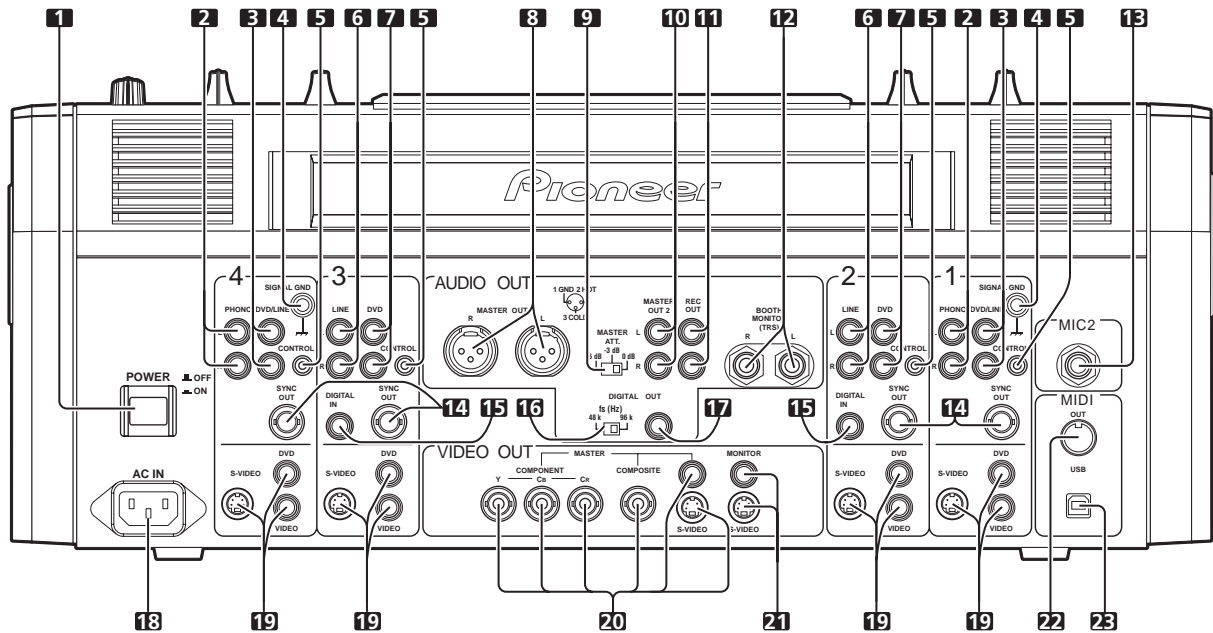 1 2 3 4 5 6 7 5 8 9 10 11 12 6 7 5 2 3 4 5 13
Pioneer
4
SIGNAL GND
PHONO DVD/LINE
L
CONTROL
R
SYNC OUT
S-VIDEO
DVD
VIDEO
3
LINE DVD
L
CONTROL
R
DIGITAL IN
SYNC OUT
S-VIDEO
DVD
VIDEO
POWER
OFF
ON
AC IN
AUDIO OUT
1 GND 2 HOT
3 COLD
MASTER OUT 1
R L
MASTER ATT.
-3 dB
0 dB
MASTER OUT 2
L
R
REC OUT
BOOTH MONITOR (TRS)
R L
DIGITAL OUT
fs (Hz)
48 k 96 k
VIDEO OUT
MASTER
COMPONENT
Y CB CR
COMPOSITE
S-VIDEO
MONITOR
S-VIDEO
2
LINE DVD
L
CONTROL
R
DIGITAL IN
SYNC OUT
S-VIDEO
DVD
VIDEO
1
SIGNAL GND
PHONO DVD/LINE
L
CONTROL
R
SYNC OUT
S-VIDEO
DVD
VIDEO
MIC2
MIDI
OUT
USB
14 15 16 17 15 14
18 19 19 20 21 19 19 22 23